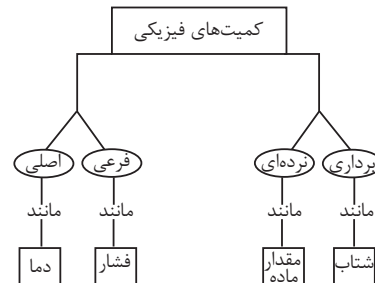 کمیت‌های فیزیکی
برداری
نرده‌ای
فرعی
اصلی
مانند
مانند
مانند
مانند
شتاب
مقدار
ماده
فشار
دما